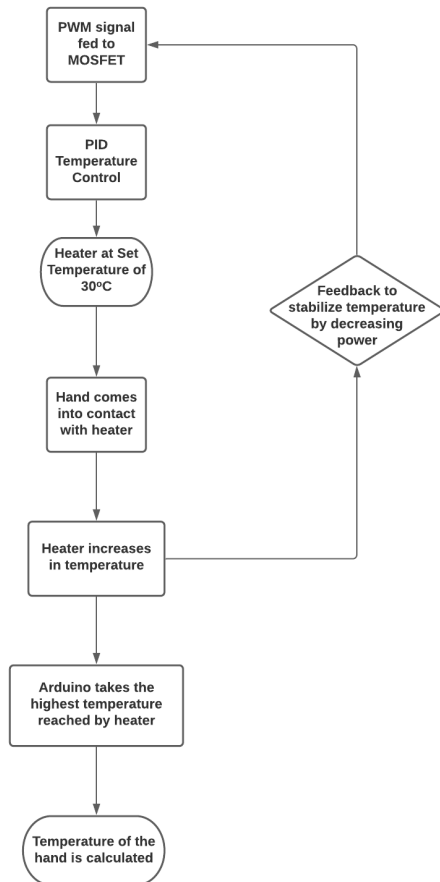 PWM signal
fed to
MOSFET
PID
Temperature
Control
Heater at Set
Temperature of
30ºC
Feedback to
stabilize temperature
by decreasing
power
Hand comes
into contact
with heater
Heater increases
in temperature
Arduino takes the
highest temperature
reached by heater
Temperature of the
hand is calculated